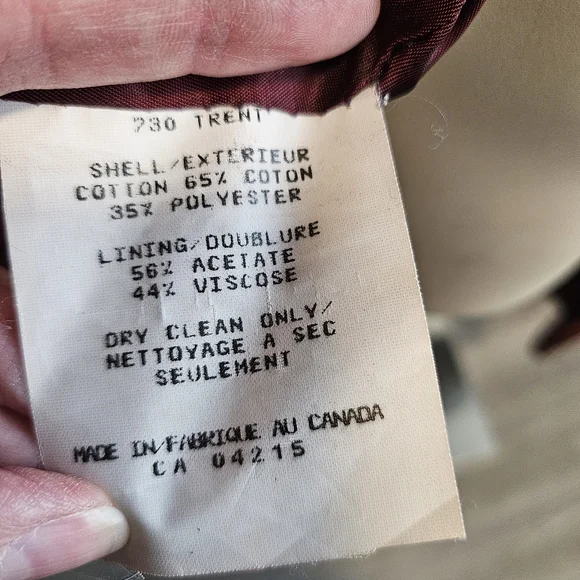 730 TRENT
SHELL/EXTERIEUR
COTTON 65% COTON
35% POLYESTER
LINING/DOUBLURE
56% ACETATE
44% VISCOSE
DRY CLEAN ONLY/
NETTOYAGE A SEC
SEULEMENT
MADE IN/FABRIQUE AU CANADA
CA 04215